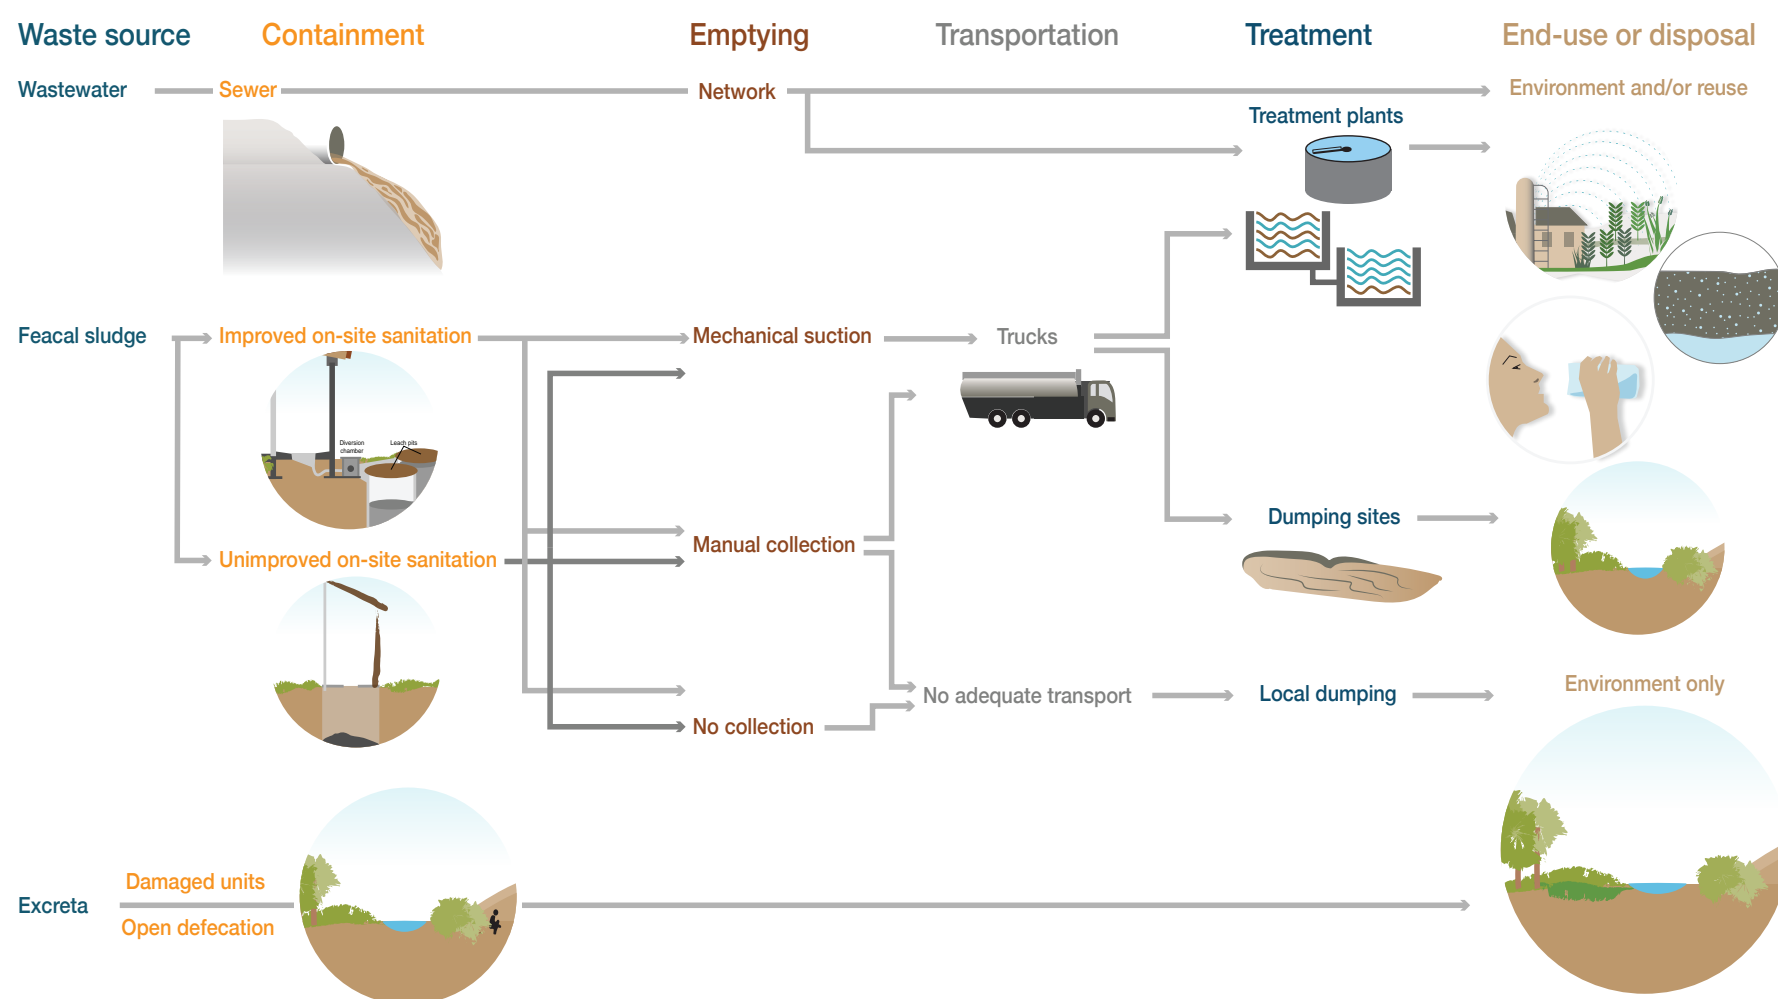 Waste source
Containment
Emptying
Transportation
Treatment
End-use or disposal
Wastewater
Sewer
Network
Environment and/or reuse
Treatment plants
Feacal sludge
Improved on-site sanitation
Mechanical suction
Trucks
Diversion
chamber
Leach pits
Unimproved on-site sanitation
Manual collection
Dumping sites
No collection
No adequate transport
Local dumping
Environment only
Excreta
Damaged units
Open defecation